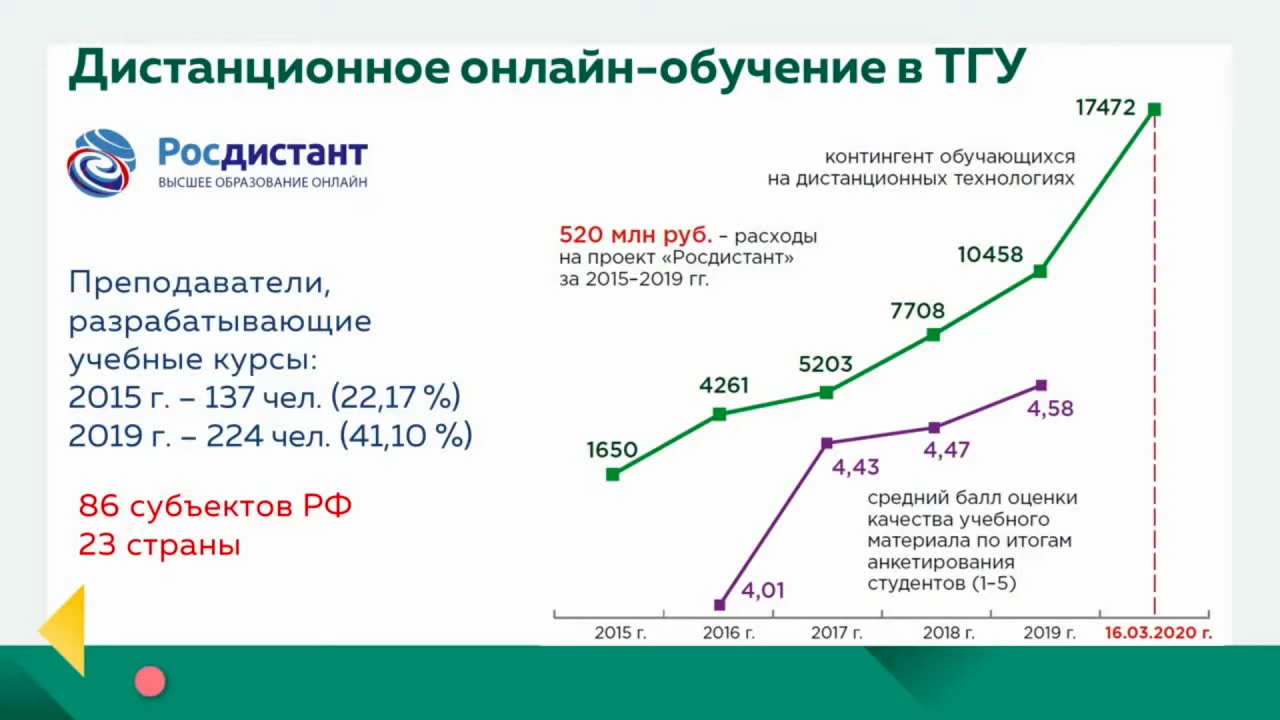 Дистанционное онлайн-обучение в ТГУ
Росдистант
ВЫСШЕЕ ОБРАЗОВАНИЕ ОНЛАЙН
Преподаватели,
разрабатывающие
учебные курсы:
2015 г. – 137 чел. (22,17 %)
2019 г. – 224 чел. (41,10 %)
86 субъектов РФ
23 страны
17472
контингент обучающихся
на дистанционных технологиях
520 млн руб. – расходы
на проект «Росдистант»
за 2015–2019 гг.
10458
7708
5203
4261
1650
4,58
4,47
4,43
4,01
средний балл оценки
качества учебного
материала по итогам
анкетирования
студентов (1–5)
2015 г.
2016 г.
2017 г.
2018 г.
2019 г.
16.03.2020 г.